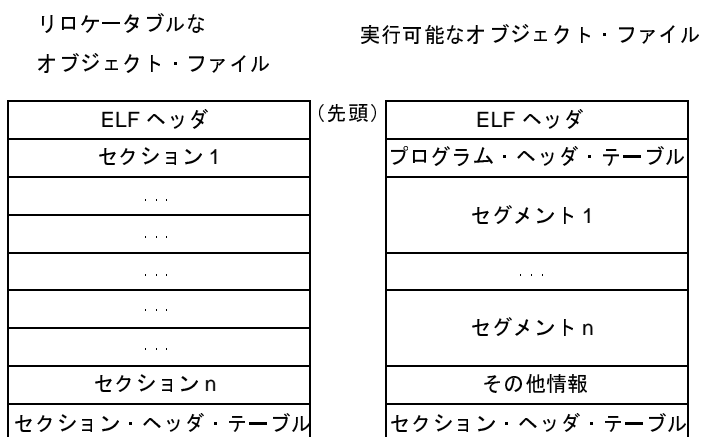 リロケータブルな
オブジェクト・ファイル
実行可能なオブジェクト・ファイル
(先頭)
ELF ヘッダ
セクション 1
...
...
...
...
...
セクション n
セクション・ヘッダ・テーブル
ELF ヘッダ
プログラム・ヘッダ・テーブル
セグメント 1
...
セグメント n
その他情報
セクション・ヘッダ・テーブル